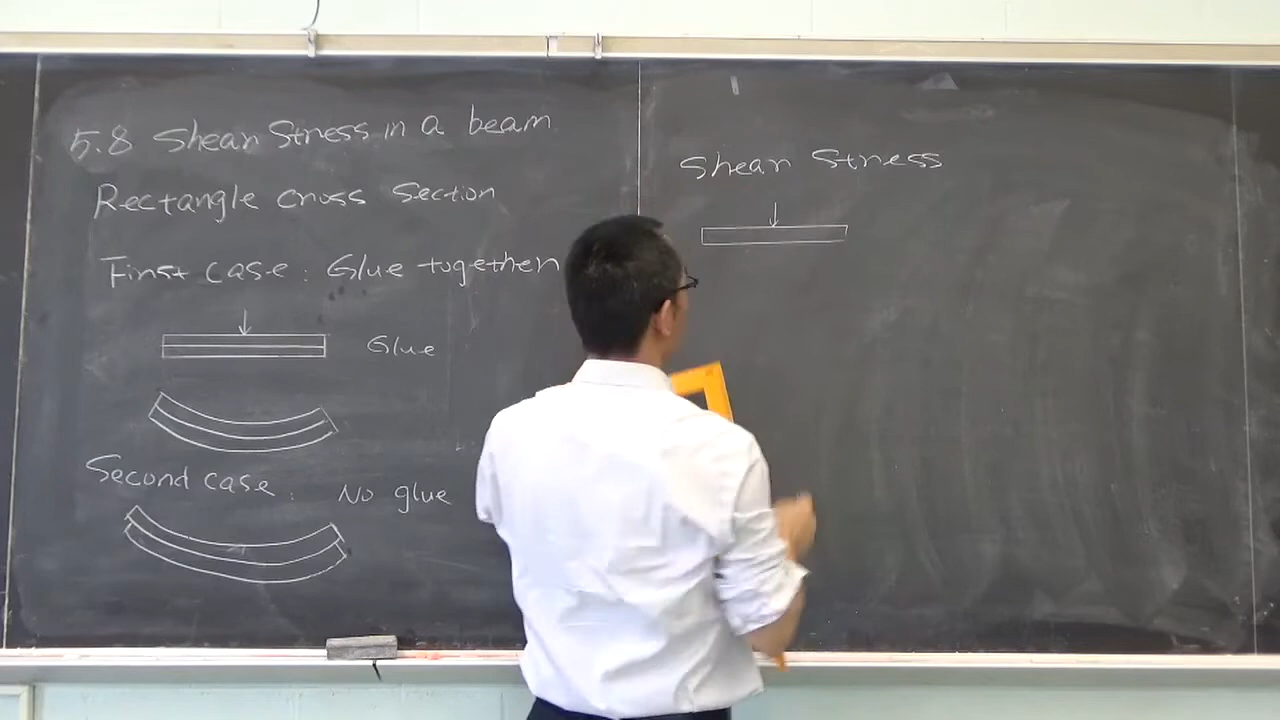 5.8 Shear Stress in a beam
Rectangle cross Section
First case: Glue together
Glue
Second case: No glue
Shear Stress